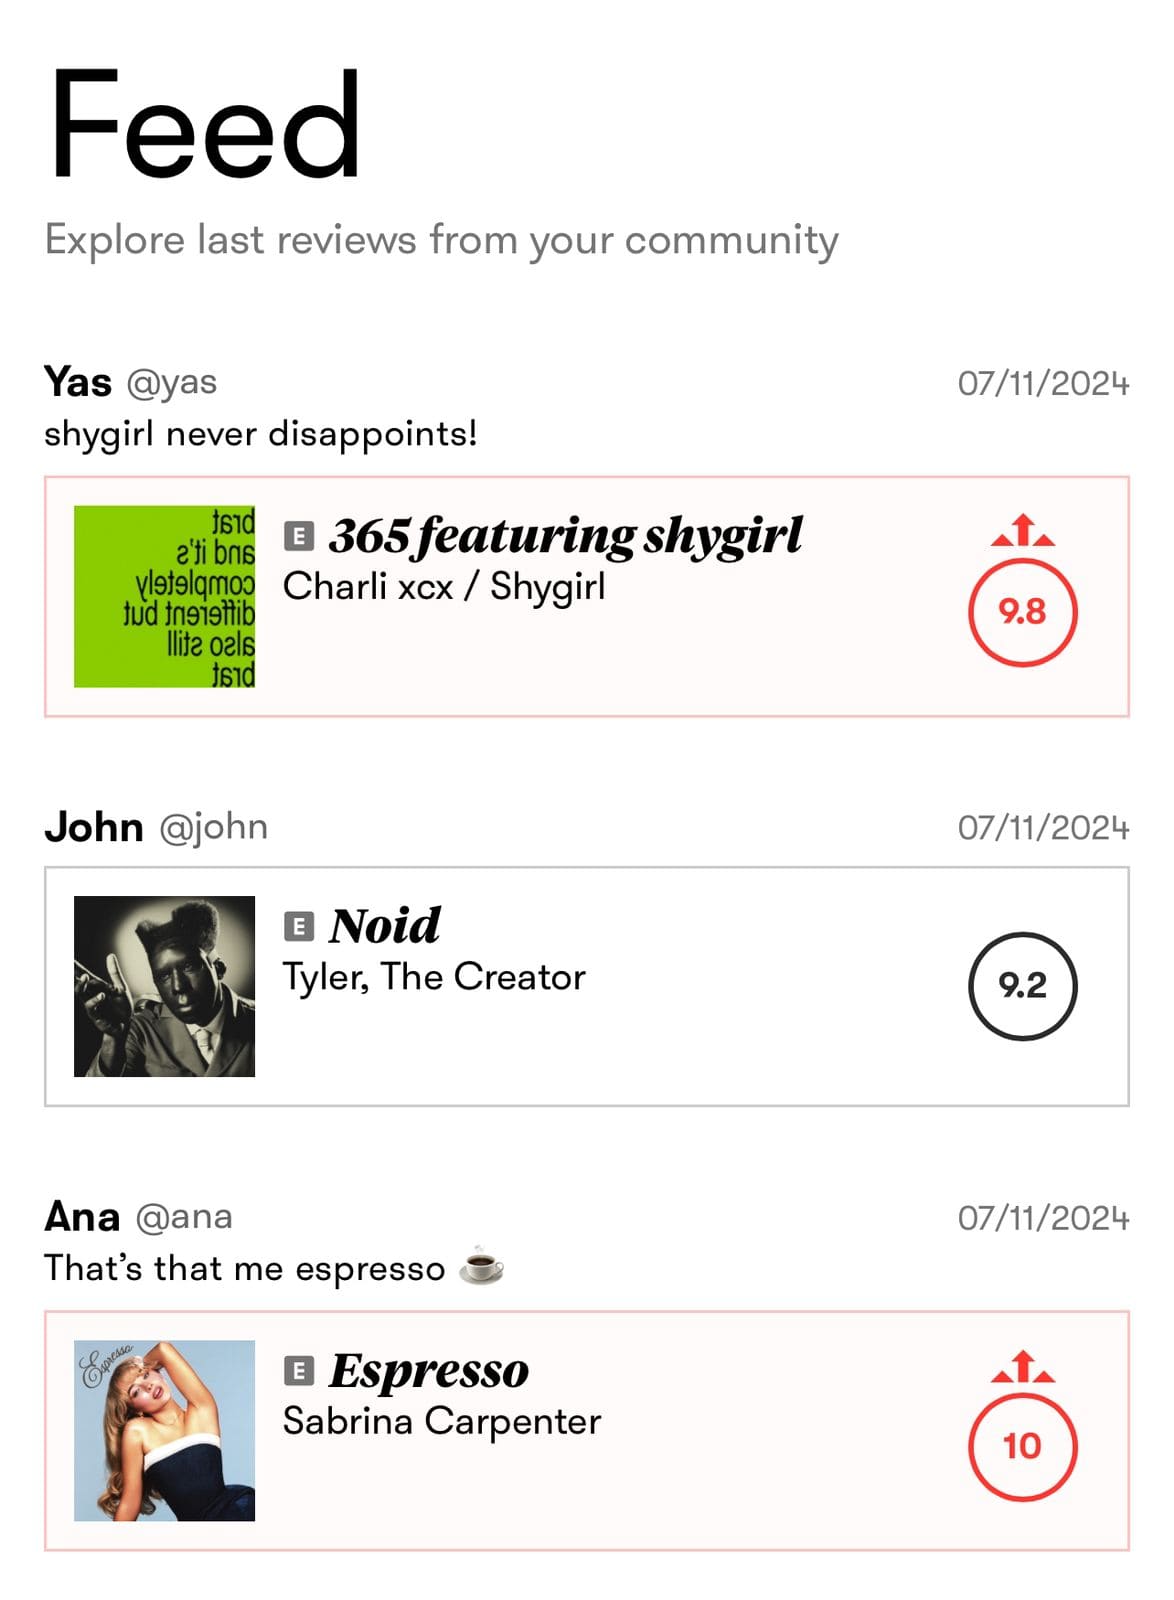 Feed
Explore last reviews from your community
Yas @yas 07/11/2024
shygirl never disappoints!
brat
and it's
completely
different but
also still
brat
E 365 featuring shygirl
Charli xcx / Shygirl
9.8
John @john 07/11/2024
E Noid
Tyler, The Creator
9.2
Ana @ana 07/11/2024
That’s that me espresso ☕
Espresso
E Espresso
Sabrina Carpenter
10